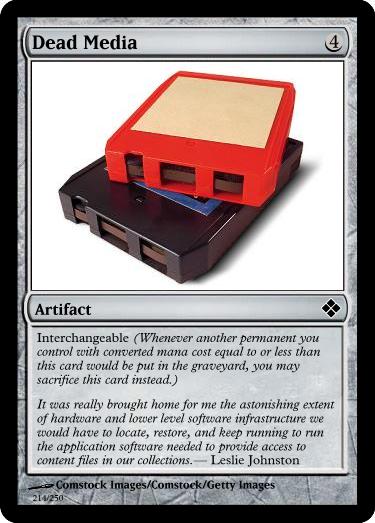 Dead Media 4
Artifact
Interchangeable (Whenever another permanent you
control with converted mana cost equal to or less than
this card would be put in the graveyard, you may
sacrifice this card instead.)
It was really brought home for me the astonishing extent
of hardware and lower level software infrastructure we
would have to locate, restore, and keep running to run
the application software needed to provide access to
content files in our collections.— Leslie Johnston
Comstock Images/Comstock/Getty Images
214/250